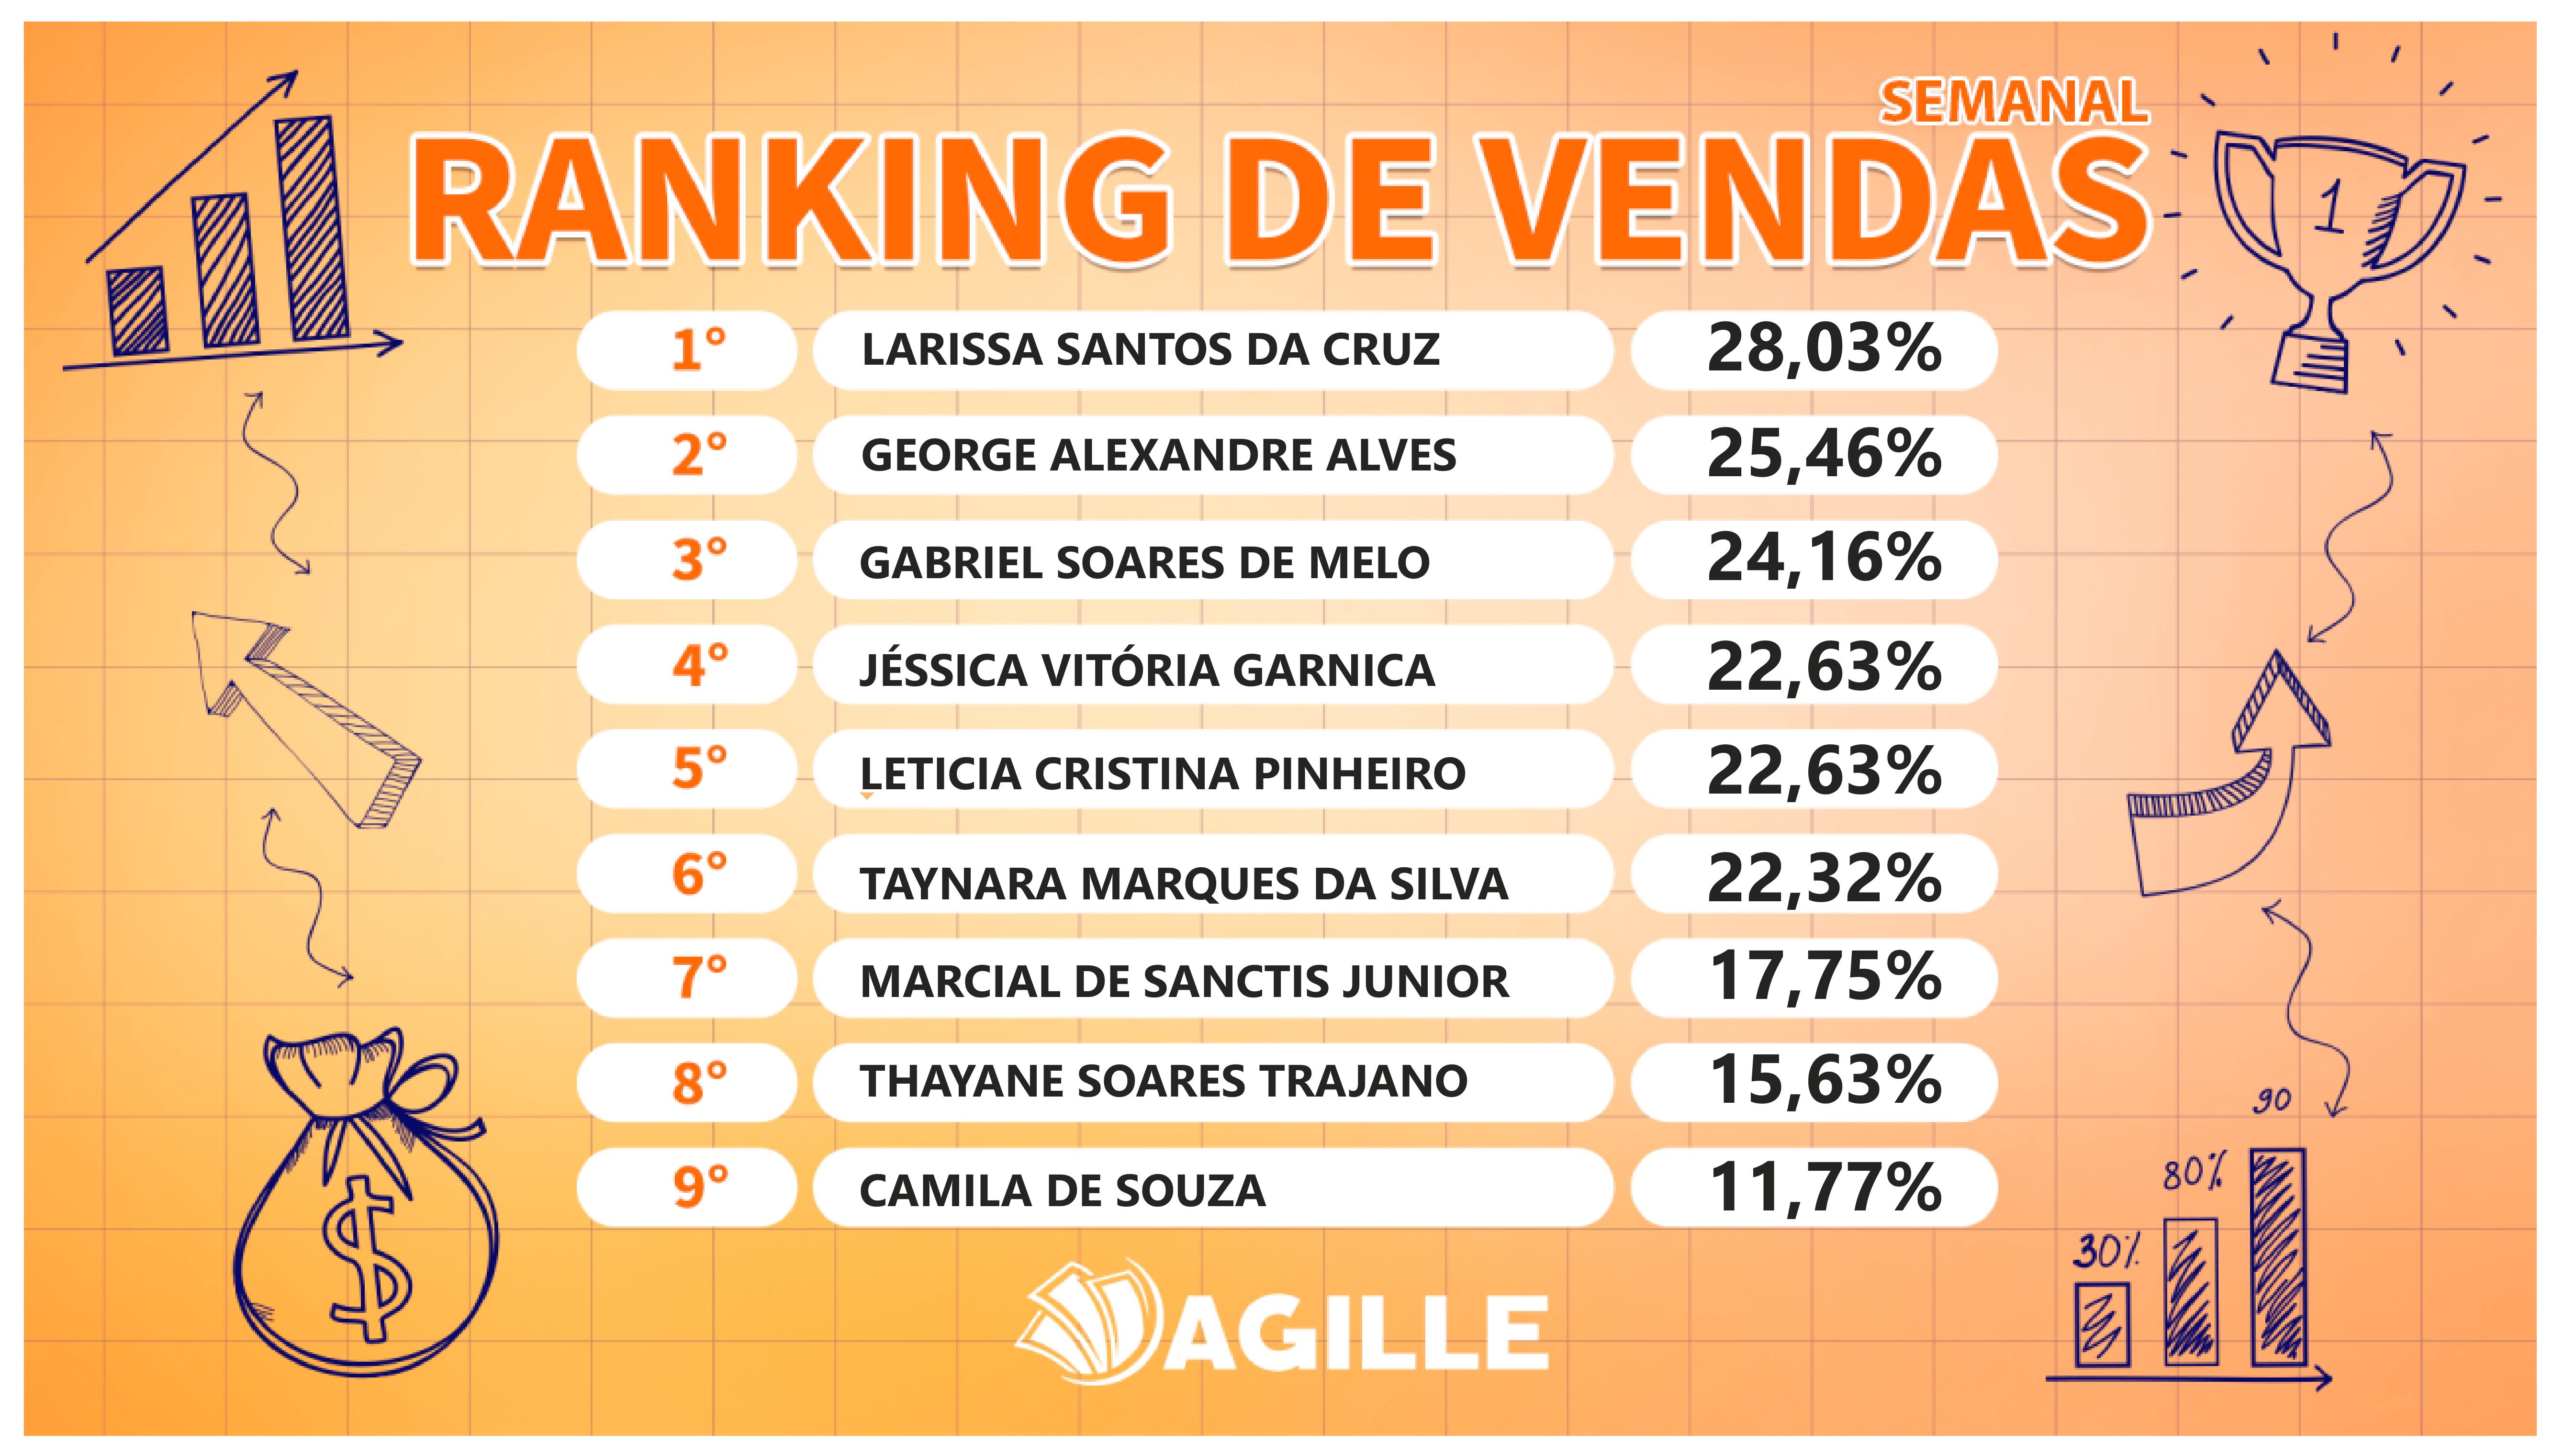 SEMANAL
RANKING DE VENDAS
1
1° LARISSA SANTOS DA CRUZ 28,03%
2° GEORGE ALEXANDRE ALVES 25,46%
3° GABRIEL SOARES DE MELO 24,16%
4° JÉSSICA VITÓRIA GARNICA 22,63%
5° LETICIA CRISTINA PINHEIRO 22,63%
6° TAYNARA MARQUES DA SILVA 22,32%
7° MARCIAL DE SANCTIS JUNIOR 17,75%
8° THAYANE SOARES TRAJANO 15,63%
9° CAMILA DE SOUZA 11,77%
90
80%
30%
$
AGILLE